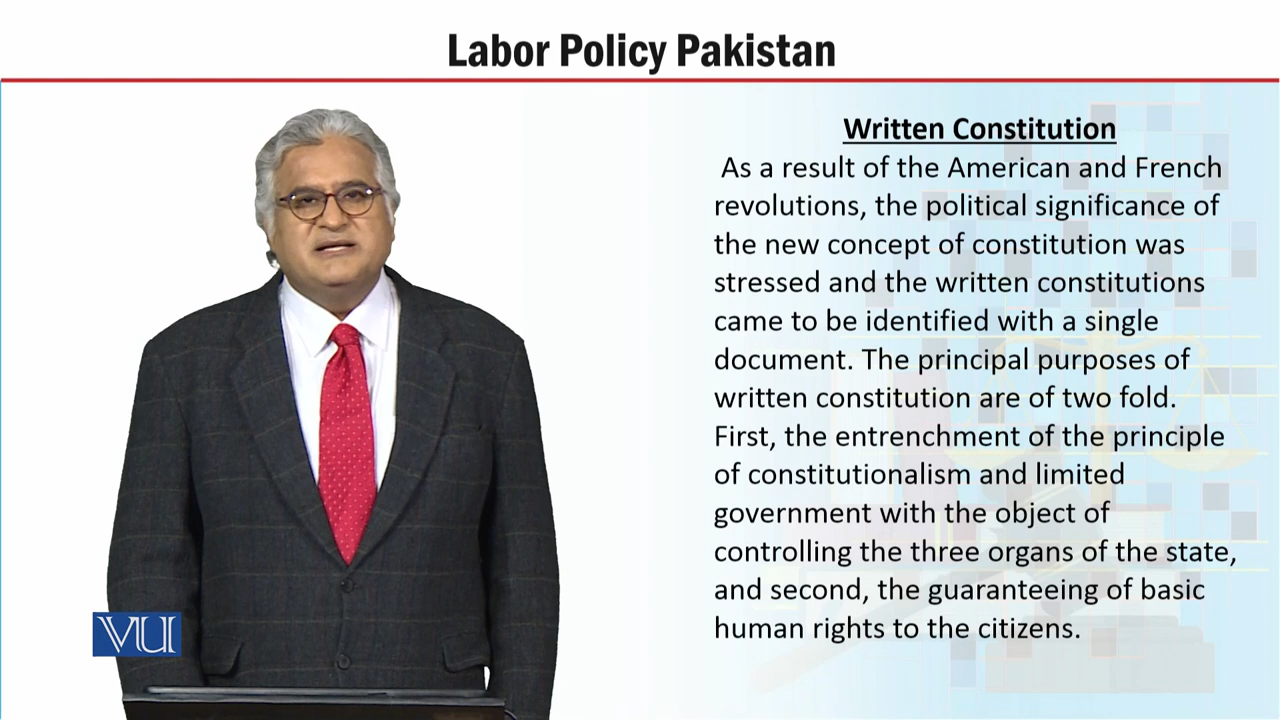 Labor Policy Pakistan
Written Constitution
As a result of the American and French
revolutions, the political significance of
the new concept of constitution was
stressed and the written constitutions
came to be identified with a single
document. The principal purposes of
written constitution are of two fold.
First, the entrenchment of the principle
of constitutionalism and limited
government with the object of
controlling the three organs of the state,
and second, the guaranteeing of basic
human rights to the citizens.
VU